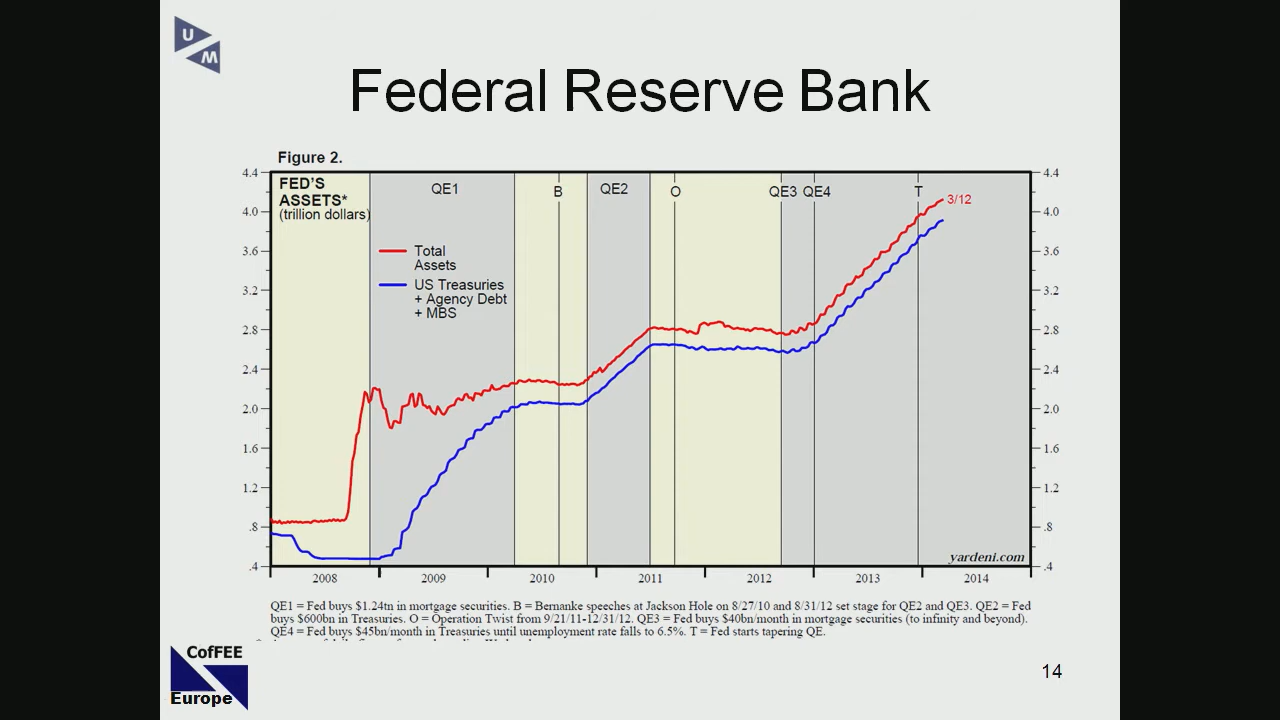 U
M
Federal Reserve Bank
Figure 2.
4.4
4.4
FED'S
ASSETS*
(trillion dollars)
QE1
B
QE2
O
QE3 QE4
T
3/12
4.0
4.0
Total
Assets
3.6
3.6
US Treasuries
+ Agency Debt
+ MBS
3.2
3.2
2.8
2.8
2.4
2.4
2.0
2.0
1.6
1.6
1.2
1.2
.8
.8
yardeni.com
.4
.4
2008 2009 2010 2011 2012 2013 2014
QE1 = Fed buys $1.24tn in mortgage securities. B = Bernanke speeches at Jackson Hole on 8/27/10 and 8/31/12 set stage for QE2 and QE3. QE2 = Fed
buys $600bn in Treasuries. O = Operation Twist from 9/21/11-12/31/12. QE3 = Fed buys $40bn/month in mortgage securities (to infinity and beyond).
QE4 = Fed buys $45bn/month in Treasuries until unemployment rate falls to 6.5%. T = Fed starts tapering QE.
CofFEE
Europe
14